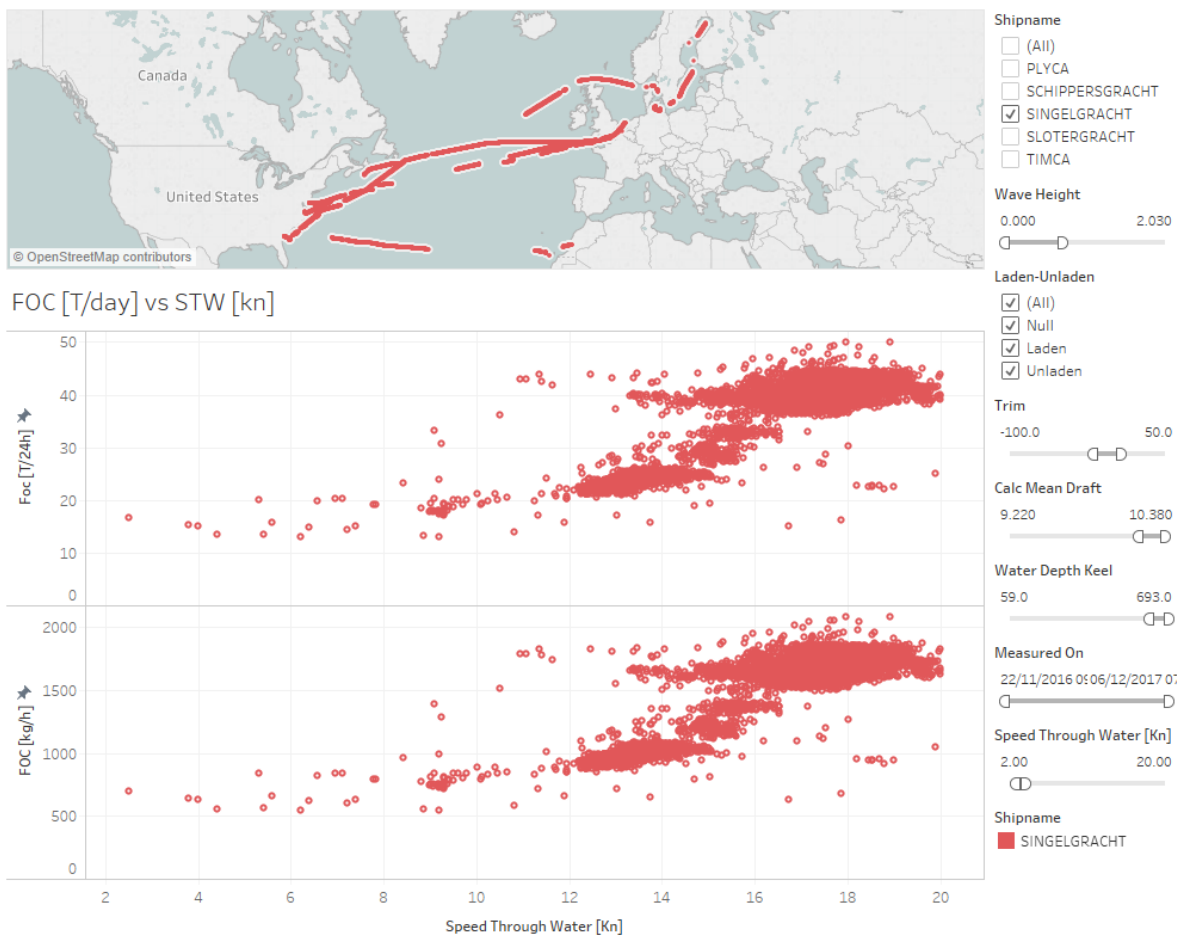 Canada
United States
© OpenStreetMap contributors
FOC [T/day] vs STW [kn]
Foc [T/24h]
50
40
30
20
10
0
FOC [kg/h]
2000
1500
1000
500
0
2 4 6 8 10 12 14 16 18 20
Speed Through Water [Kn]
Shipname
(All)
PLYCA
SCHIPPERSGRACHT
SINGELGRACHT
SLOTERGRACHT
TIMCA
Wave Height
0.000 2.030
Laden-Unladen
(All)
Null
Laden
Unladen
Trim
-100.0 50.0
Calc Mean Draft
9.220 10.380
Water Depth Keel
59.0 693.0
Measured On
22/11/2016 09 06/12/2017 07
Speed Through Water [Kn]
2.00 20.00
Shipname
SINGELGRACHT